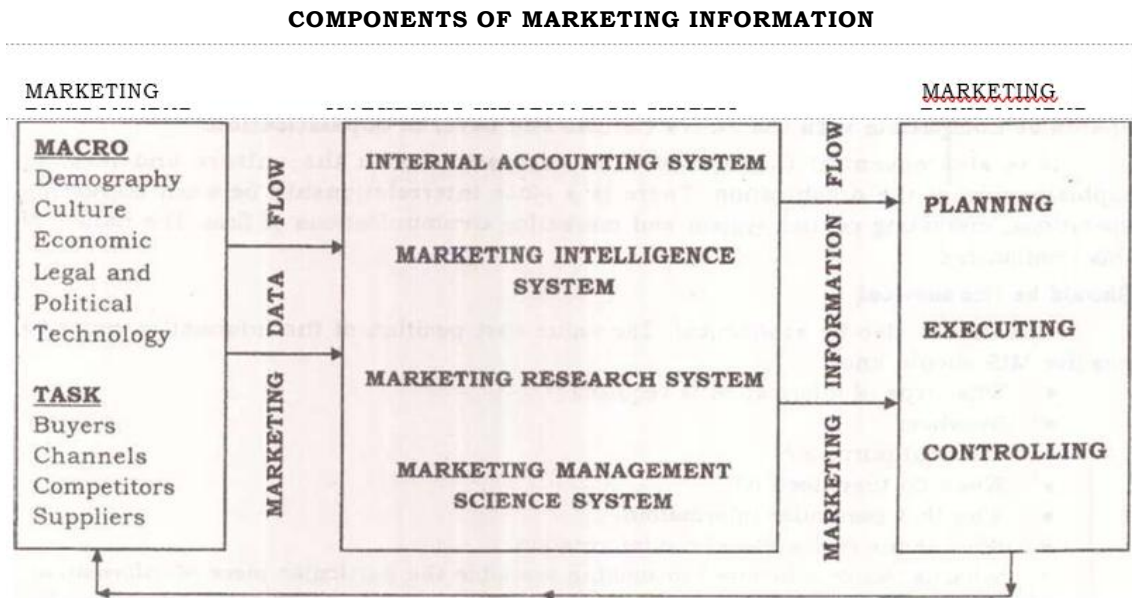 COMPONENTS OF MARKETING INFORMATION
MARKETING
MARKETING
MACRO
Demography
Culture
Economic
Legal and
Political
Technology
TASK
Buyers
Channels
Competitors
Suppliers
MARKETING DATA FLOW
INTERNAL ACCOUNTING SYSTEM
MARKETING INTELLIGENCE
SYSTEM
MARKETING RESEARCH SYSTEM
MARKETING MANAGEMENT
SCIENCE SYSTEM
MARKETING INFORMATION FLOW
PLANNING
EXECUTING
CONTROLLING